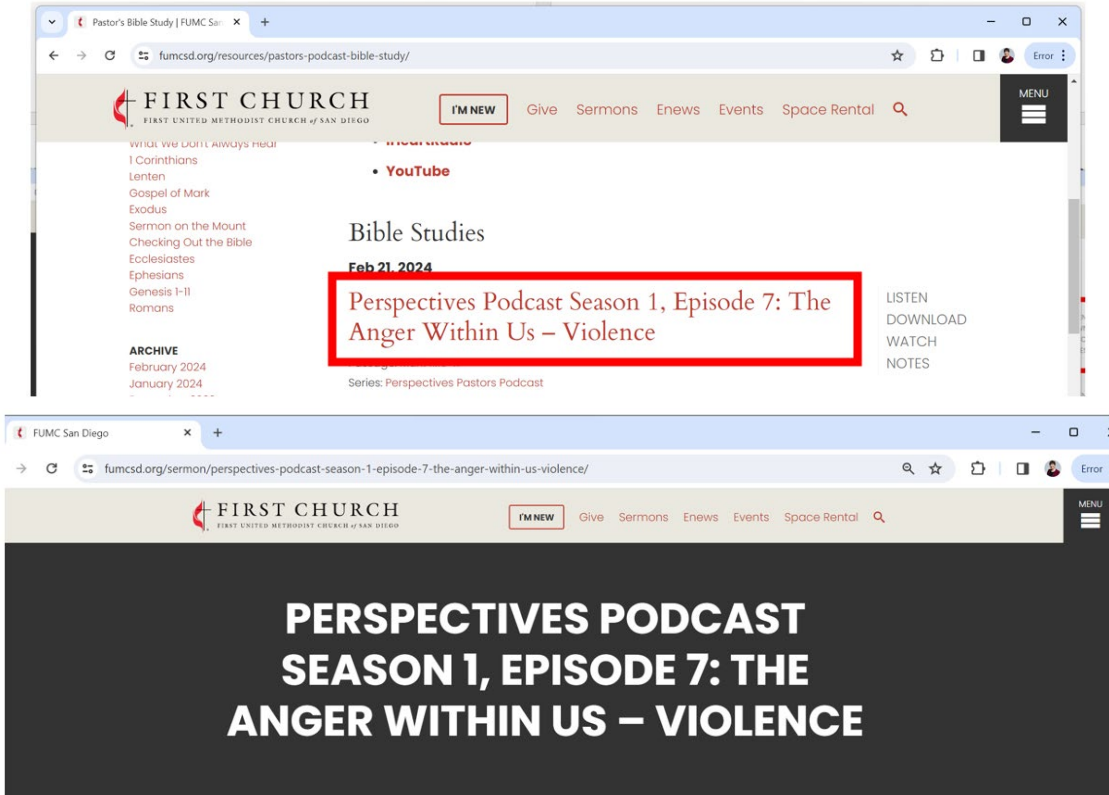 Pastor's Bible Study | FUMC San
fumcsd.org/resources/pastors-podcast-bible-study/
Error
FIRST CHURCH
FIRST UNITED METHODIST CHURCH of SAN DIEGO
I'M NEW
Give
Sermons
Enews
Events
Space Rental
MENU
What We Don't Always Hear
1 Corinthians
Lenten
Gospel of Mark
Exodus
Sermon on the Mount
Checking Out the Bible
Ecclesiastes
Ephesians
Genesis 1-11
Romans
ARCHIVE
February 2024
January 2024
• iHeartRadio
• YouTube
Bible Studies
Feb 21, 2024
Perspectives Podcast Season 1, Episode 7: The
Anger Within Us – Violence
Series: Perspectives Pastors Podcast
LISTEN
DOWNLOAD
WATCH
NOTES
FUMC San Diego
fumcsd.org/sermon/perspectives-podcast-season-1-episode-7-the-anger-within-us-violence/
Error
FIRST CHURCH
FIRST UNITED METHODIST CHURCH of SAN DIEGO
I'M NEW
Give
Sermons
Enews
Events
Space Rental
MENU
PERSPECTIVES PODCAST
SEASON 1, EPISODE 7: THE
ANGER WITHIN US – VIOLENCE